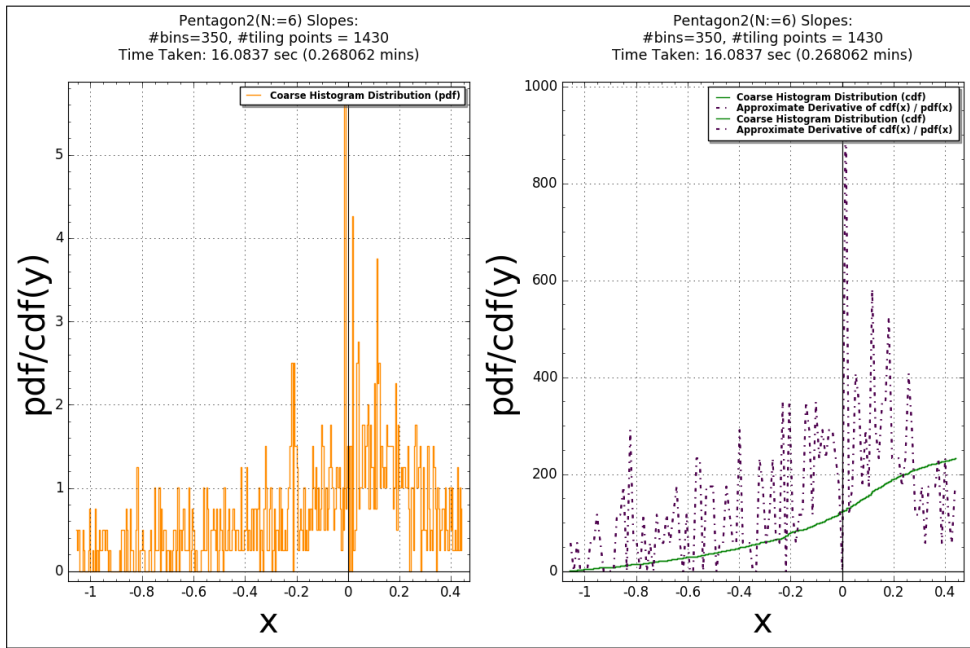 Pentagon2(N:=6) Slopes:
#bins=350, #tiling points = 1430
Time Taken: 16.0837 sec (0.268062 mins)
Coarse Histogram Distribution (pdf)
5
4
3
2
1
0
pdf/cdf(y)
-1
-0.8
-0.6
-0.4
-0.2
0
0.2
0.4
x
Pentagon2(N:=6) Slopes:
#bins=350, #tiling points = 1430
Time Taken: 16.0837 sec (0.268062 mins)
Coarse Histogram Distribution (cdf)
Approximate Derivative of cdf(x) / pdf(x)
Coarse Histogram Distribution (cdf)
Approximate Derivative of cdf(x) / pdf(x)
1000
800
600
400
200
0
pdf/cdf(y)
-1
-0.8
-0.6
-0.4
-0.2
0
0.2
0.4
x